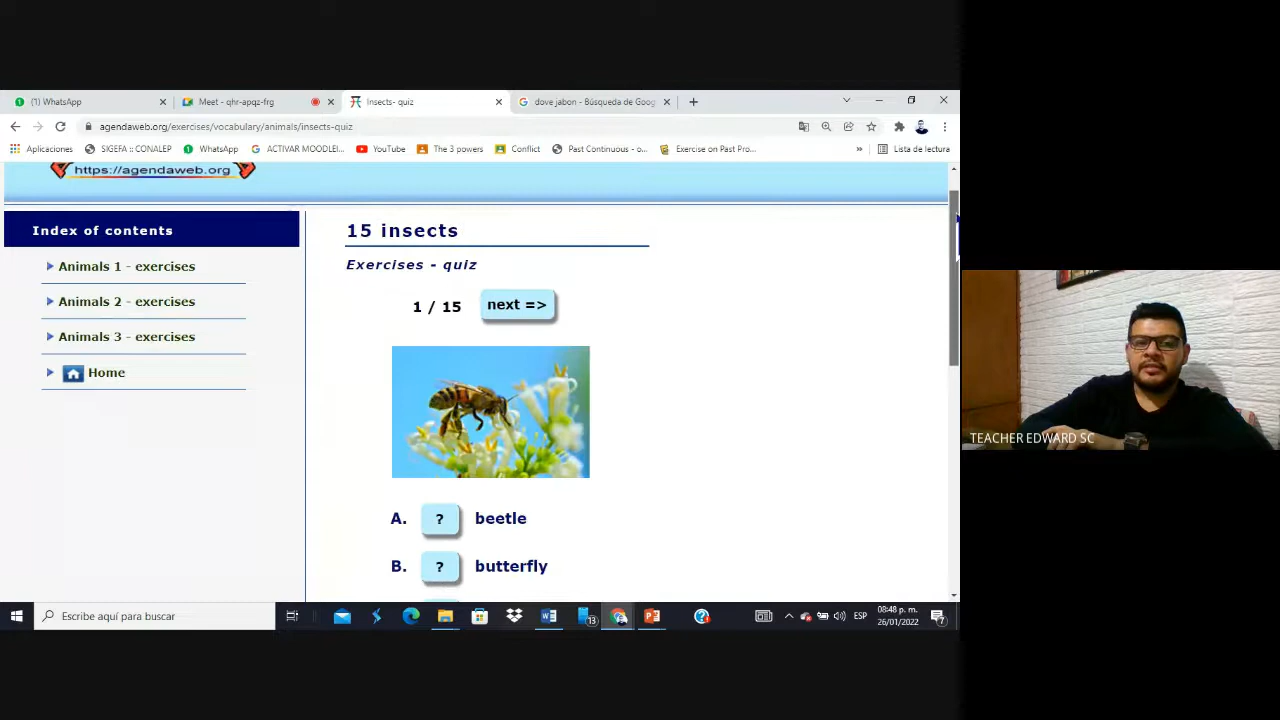 (1) WhatsApp
Meet - qhr-apqz-frg
Insects- quiz
dove jabon - Búsqueda de Goog
agendaweb.org/exercises/vocabulary/animals/insects-quiz
Aplicaciones
SIGEFA :: CONALEP
WhatsApp
ACTIVAR MOODLEI...
YouTube
The 3 powers
Conflict
Past Continuous - o...
Exercise on Past Pro...
»
Lista de lectura
https://agendaweb.org
Index of contents
Animals 1 - exercises
Animals 2 - exercises
Animals 3 - exercises
Home
15 insects
Exercises - quiz
1 / 15 next =>
A. ? beetle
B. ? butterfly
TEACHER EDWARD SC
Escribe aquí para buscar
13
ESP
08:48 p. m.
26/01/2022
7